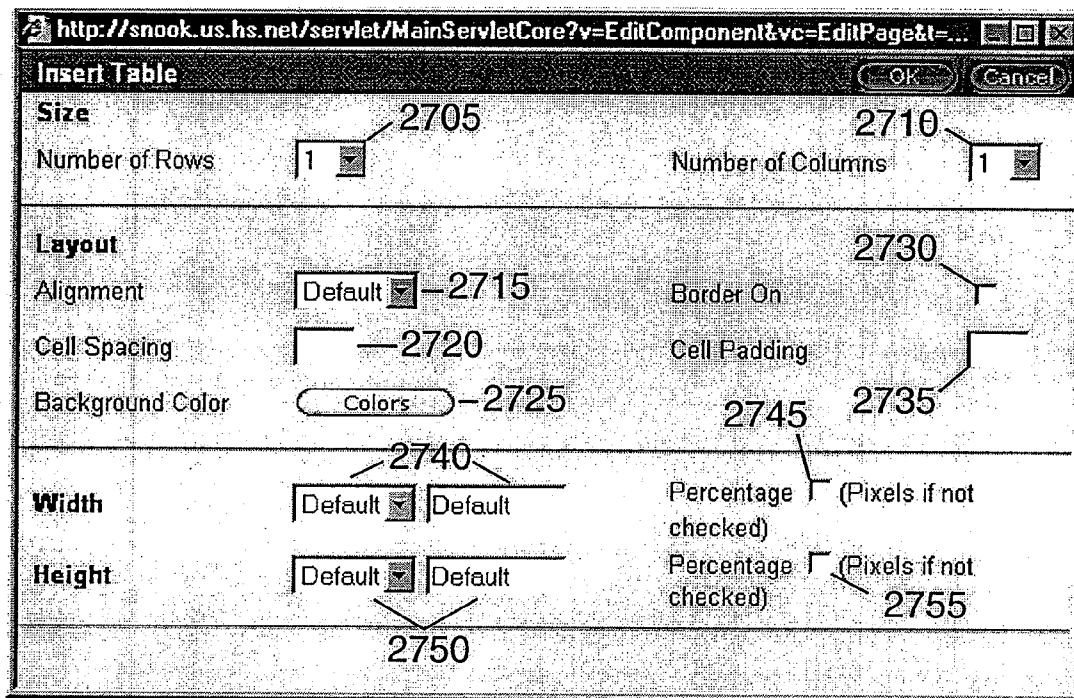 http://snook.us.hs.net/servlet/MainServletCore?v=EditComponent&vc=EditPage&t=...
Insert Table OK Cancel
Size 2705 2710
Number of Rows 1 Number of Columns 1
Layout 2730
Alignment Default 2715 Border On
Cell Spacing 2720 Cell Padding
Background Color Colors 2725 2735
2745
2740
Width Default Default Percentage (Pixels if not
checked)
Height Default Default Percentage (Pixels if not
checked) 2755
2750